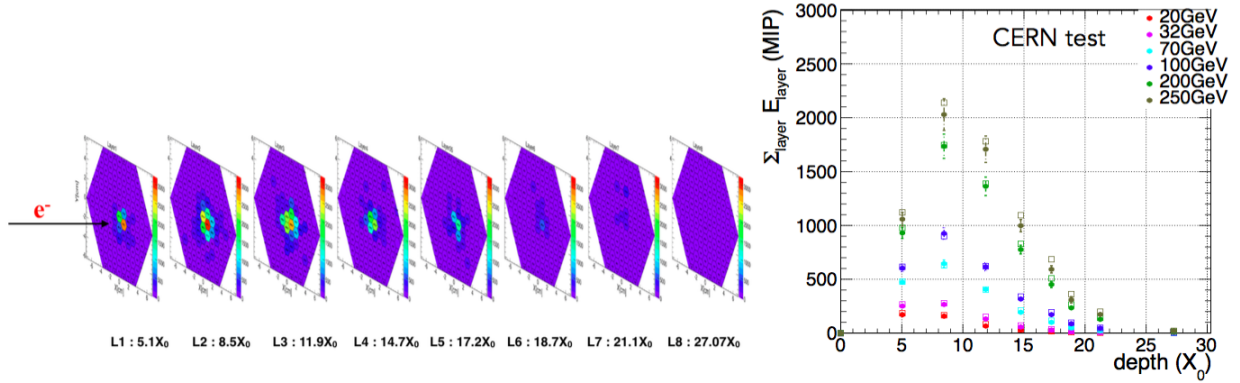 e⁻
L1 : 5.1X₀
L2 : 8.5X₀
L3 : 11.9X₀
L4 : 14.7X₀
L5 : 17.2X₀
L6 : 18.7X₀
L7 : 21.1X₀
L8 : 27.07X₀
Σlayer Elayer (MIP)
3000
2500
2000
1500
1000
500
0
CERN test
20GeV
32GeV
70GeV
100GeV
200GeV
250GeV
0 5 10 15 20 25 30
depth (X₀)